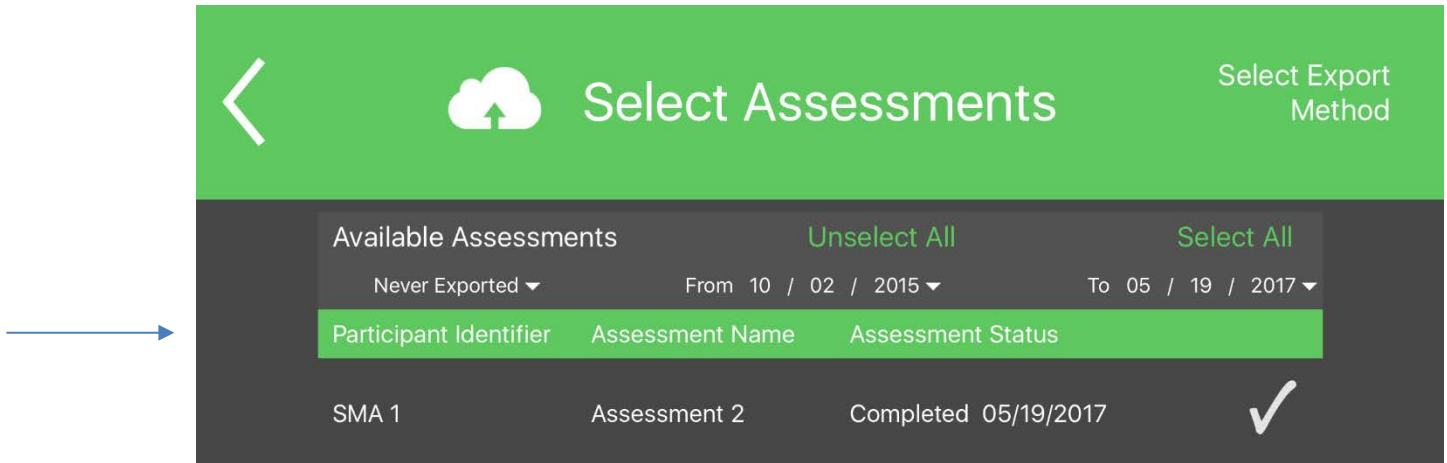 Select Assessments
Select Export
Method
Available Assessments Unselect All Select All
Never Exported From 10 / 02 / 2015 To 05 / 19 / 2017
Participant Identifier Assessment Name Assessment Status
SMA 1 Assessment 2 Completed 05/19/2017